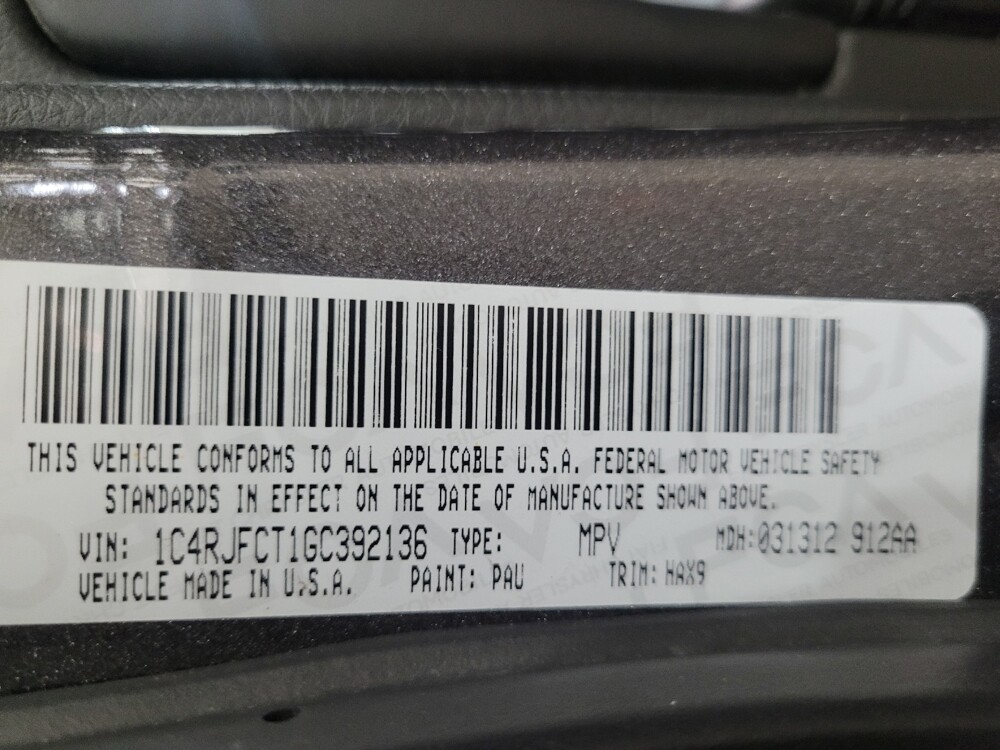 THIS VEHICLE CONFORMS TO ALL APPLICABLE U.S.A. FEDERAL MOTOR VEHICLE SAFETY
STANDARDS IN EFFECT ON THE DATE OF MANUFACTURE SHOWN ABOVE.
VIN: 1C4RJFCT1GC392136 TYPE: MPV MDH:031312 912AA
VEHICLE MADE IN U.S.A. PAINT: PAU TRIM: HAX9